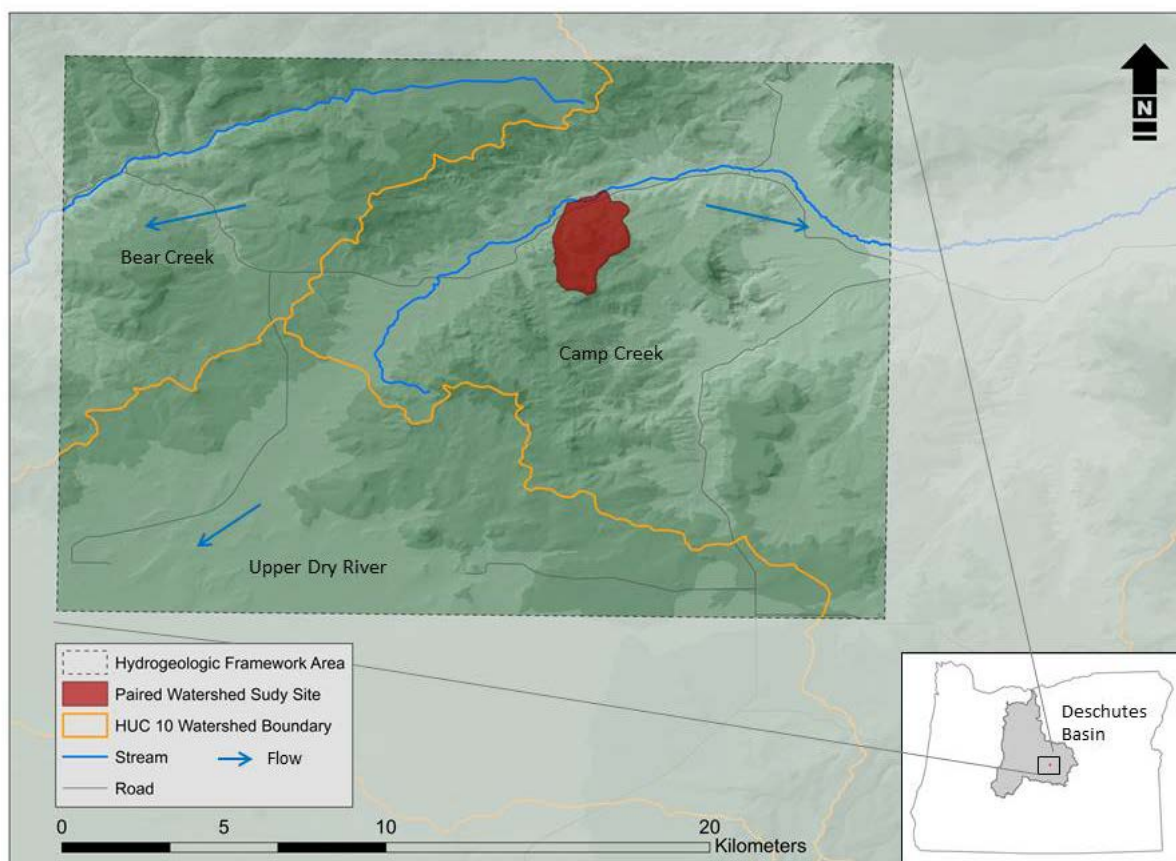 N
Bear Creek
Camp Creek
Upper Dry River
Hydrogeologic Framework Area
Paired Watershed Sudy Site
HUC 10 Watershed Boundary
Stream Flow
Road
0 5 10 20
Kilometers
Deschutes
Basin